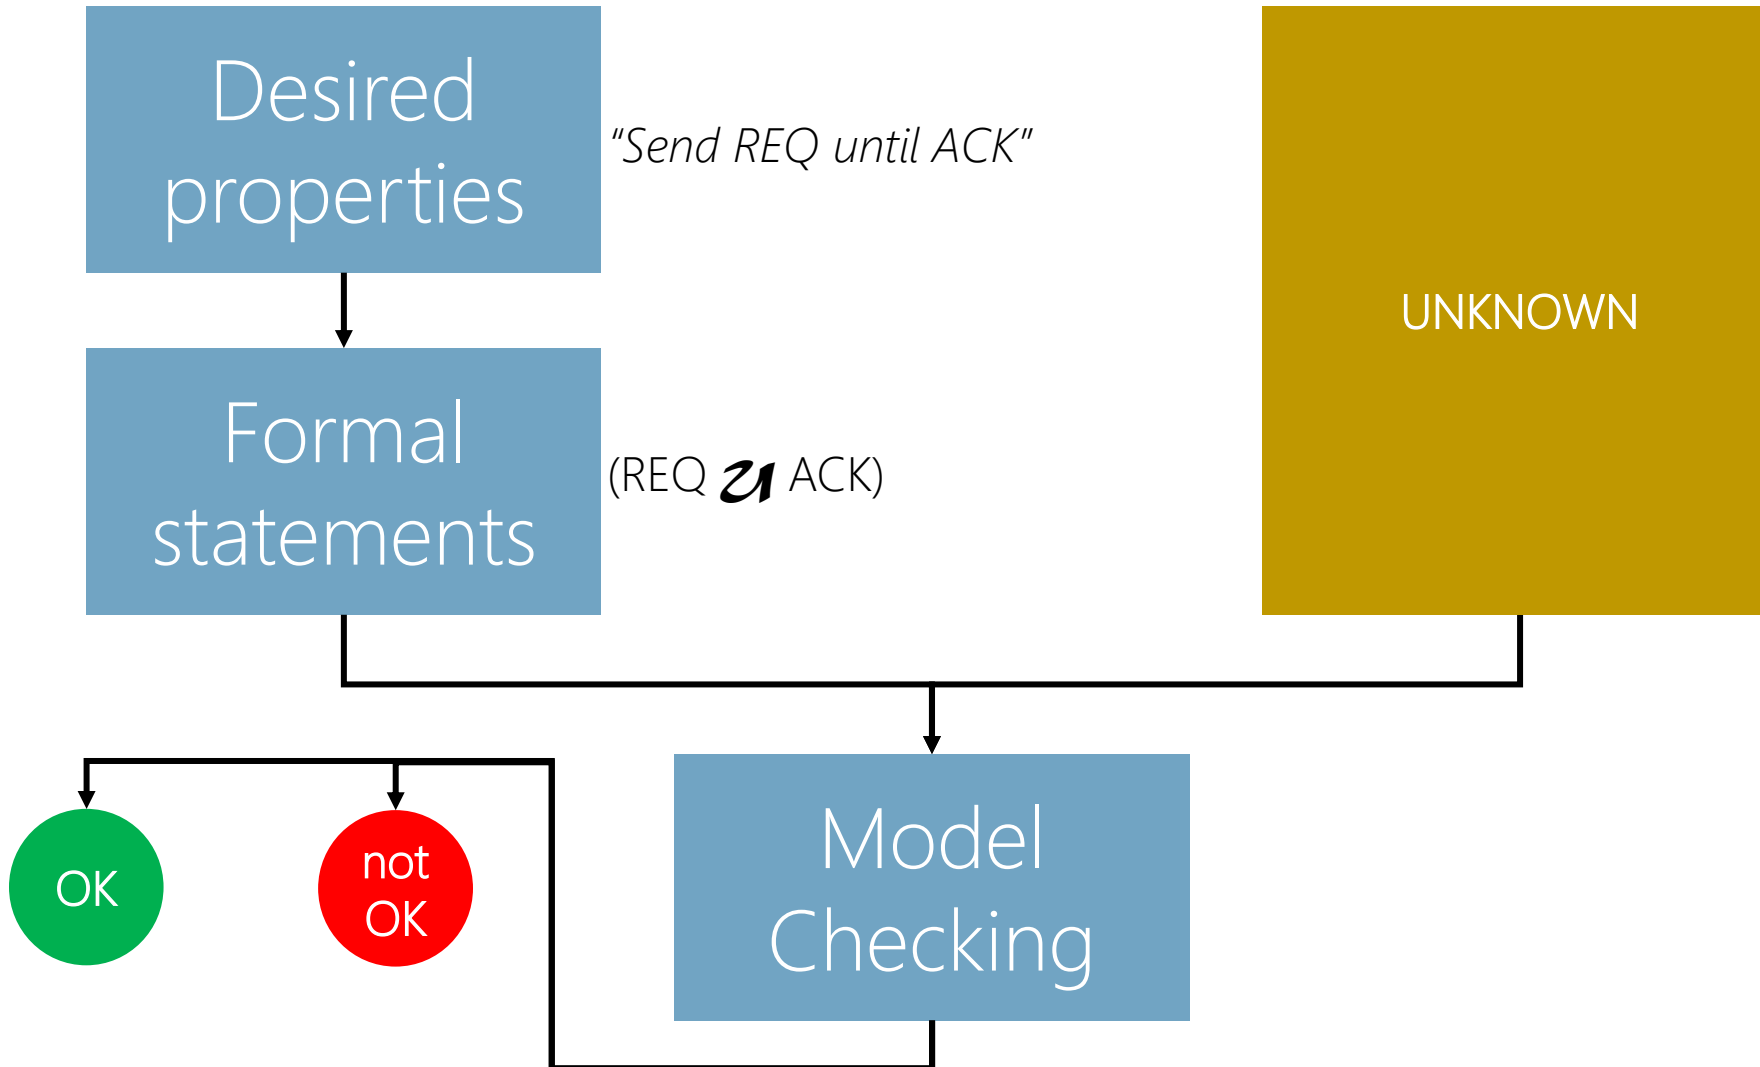 Desired
properties
“Send REQ until ACK”
UNKNOWN
Formal
statements
(REQ 𝓤 ACK)
OK
not
OK
Model
Checking